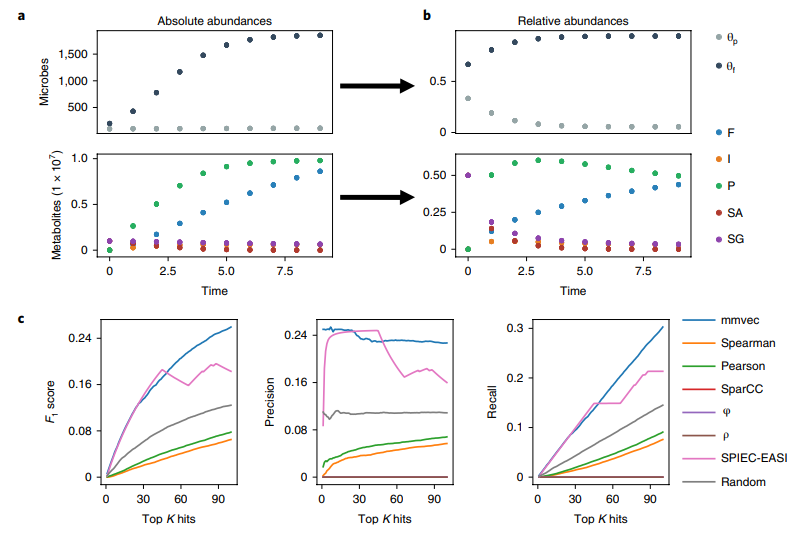 a
Absolute abundances
Microbes
1,500
1,000
500
Metabolites (1 × 10⁷)
1.0
0.5
0
0 2.5 5.0 7.5
Time
b
Relative abundances
0.5
0
0.50
0.25
0
0 2.5 5.0 7.5
Time
θp
θf
F
I
P
SA
SG
c
F₁ score
0.24
0.16
0.08
0
0 30 60 90
Top K hits
Precision
0.24
0.16
0.08
0
0 30 60 90
Top K hits
Recall
0.3
0.2
0.1
0
0 30 60 90
Top K hits
mmvec
Spearman
Pearson
SparCC
φ
ρ
SPIEC-EASI
Random